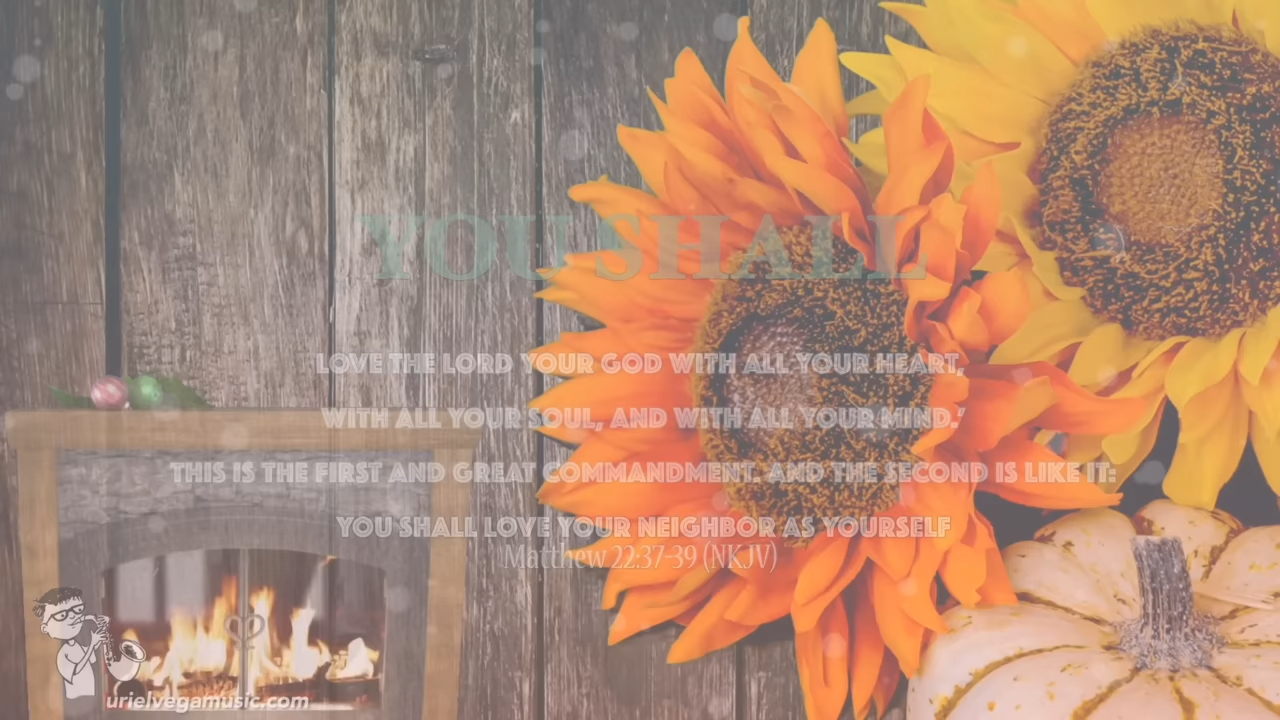 YOU SHALL
LOVE THE LORD YOUR GOD WITH ALL YOUR HEART,
WITH ALL YOUR SOUL, AND WITH ALL YOUR MIND.’
THIS IS THE FIRST AND GREAT COMMANDMENT. AND THE SECOND IS LIKE IT:
YOU SHALL LOVE YOUR NEIGHBOR AS YOURSELF
Matthew 22:37-39 (NKJV)
urielvegamusic.com